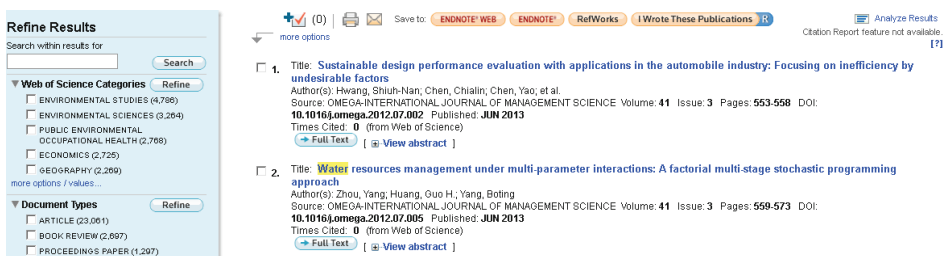 Refine Results
Search within results for
Search
Web of Science Categories Refine
ENVIRONMENTAL STUDIES (4,786)
ENVIRONMENTAL SCIENCES (3,264)
PUBLIC ENVIRONMENTAL
OCCUPATIONAL HEALTH (2,768)
ECONOMICS (2,725)
GEOGRAPHY (2,269)
more options / values...
Document Types Refine
ARTICLE (23,061)
BOOK REVIEW (2,697)
PROCEEDINGS PAPER (1,297)
(0) Save to: ENDNOTE® WEB ENDNOTE® RefWorks I Wrote These Publications R
more options
Analyze Results
Citation Report feature not available.
[?]
1. Title: Sustainable design performance evaluation with applications in the automobile industry: Focusing on inefficiency by
undesirable factors
Author(s): Hwang, Shiuh-Nan; Chen, Chialin; Chen, Yao; et al.
Source: OMEGA-INTERNATIONAL JOURNAL OF MANAGEMENT SCIENCE Volume: 41 Issue: 3 Pages: 553-558 DOI:
10.1016/j.omega.2012.07.002 Published: JUN 2013
Times Cited: 0 (from Web of Science)
Full Text [ View abstract ]
2. Title: Water resources management under multi-parameter interactions: A factorial multi-stage stochastic programming
approach
Author(s): Zhou, Yang; Huang, Guo H.; Yang, Boting
Source: OMEGA-INTERNATIONAL JOURNAL OF MANAGEMENT SCIENCE Volume: 41 Issue: 3 Pages: 559-573 DOI:
10.1016/j.omega.2012.07.005 Published: JUN 2013
Times Cited: 0 (from Web of Science)
Full Text [ View abstract ]